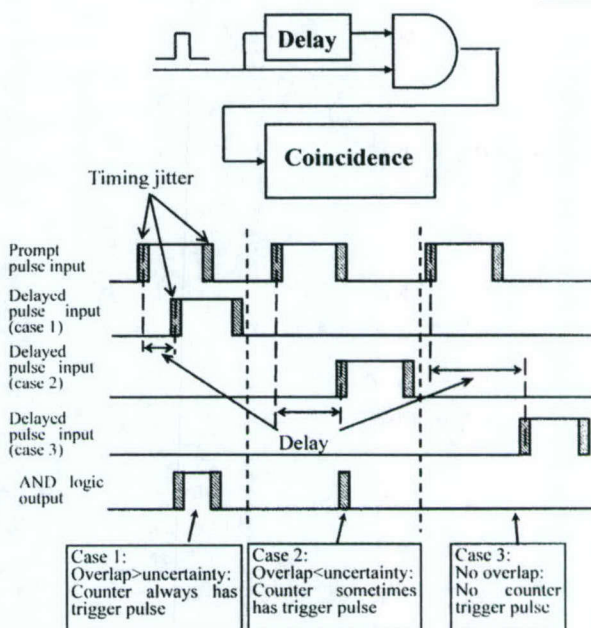 Delay
Coincidence
Timing jitter
Prompt
pulse input
Delayed
pulse input
(case 1)
Delayed
pulse input
(case 2)
Delayed
pulse input
(case 3)
Delay
AND logic
output
Case 1:
Overlap>uncertainty:
Counter always has
trigger pulse
Case 2:
Overlap<uncertainty:
Counter sometimes
has trigger pulse
Case 3:
No overlap:
No counter
trigger pulse